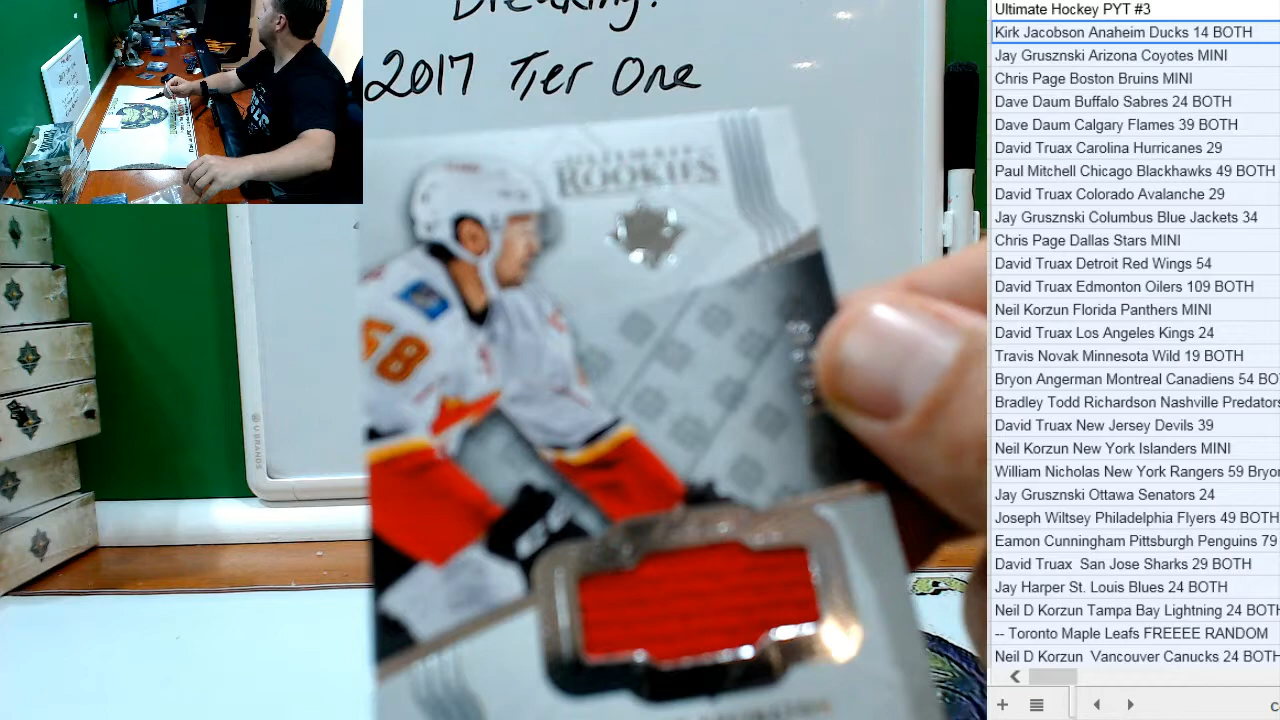 Breaking!
2017 Tier One
ULTIMATE
ROOKIES
58
U BRANDS
Ultimate Hockey PYT #3
Kirk Jacobson Anaheim Ducks 14 BOTH
Jay Grusznski Arizona Coyotes MINI
Chris Page Boston Bruins MINI
Dave Daum Buffalo Sabres 24 BOTH
Dave Daum Calgary Flames 39 BOTH
David Truax Carolina Hurricanes 29
Paul Mitchell Chicago Blackhawks 49 BOTH
David Truax Colorado Avalanche 29
Jay Grusznski Columbus Blue Jackets 34
Chris Page Dallas Stars MINI
David Truax Detroit Red Wings 54
David Truax Edmonton Oilers 109 BOTH
Neil Korzun Florida Panthers MINI
David Truax Los Angeles Kings 24
Travis Novak Minnesota Wild 19 BOTH
Bryon Angerman Montreal Canadiens 54 BO
Bradley Todd Richardson Nashville Predators
David Truax New Jersey Devils 39
Neil Korzun New York Islanders MINI
William Nicholas New York Rangers 59 Bryo
Jay Grusznski Ottawa Senators 24
Joseph Wiltsey Philadelphia Flyers 49 BOTH
Eamon Cunningham Pittsburgh Penguins 79
David Truax San Jose Sharks 29 BOTH
Jay Harper St. Louis Blues 24 BOTH
Neil D Korzun Tampa Bay Lightning 24 BOTH
-- Toronto Maple Leafs FREEEE RANDOM
Neil D Korzun Vancouver Canucks 24 BOTH